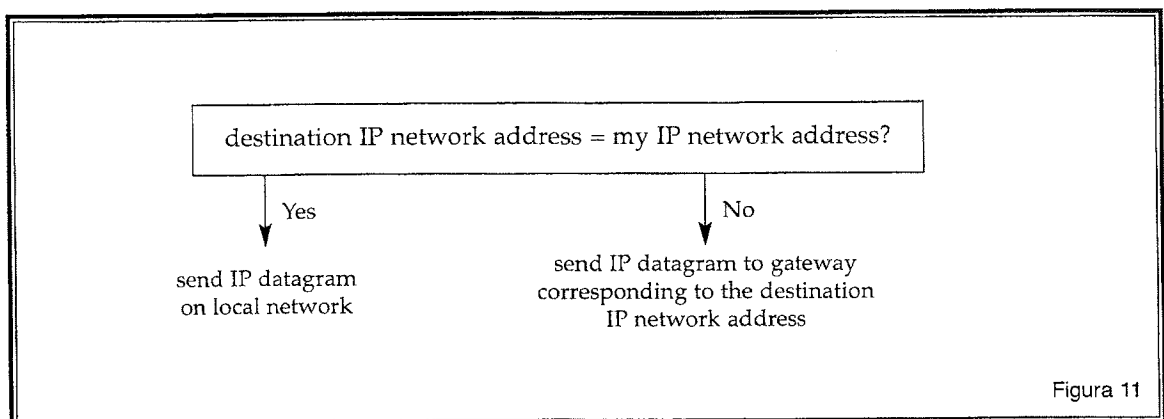 destination IP network address = my IP network address?
Yes
No
send IP datagram
on local network
send IP datagram to gateway
corresponding to the destination
IP network address
Figura 11